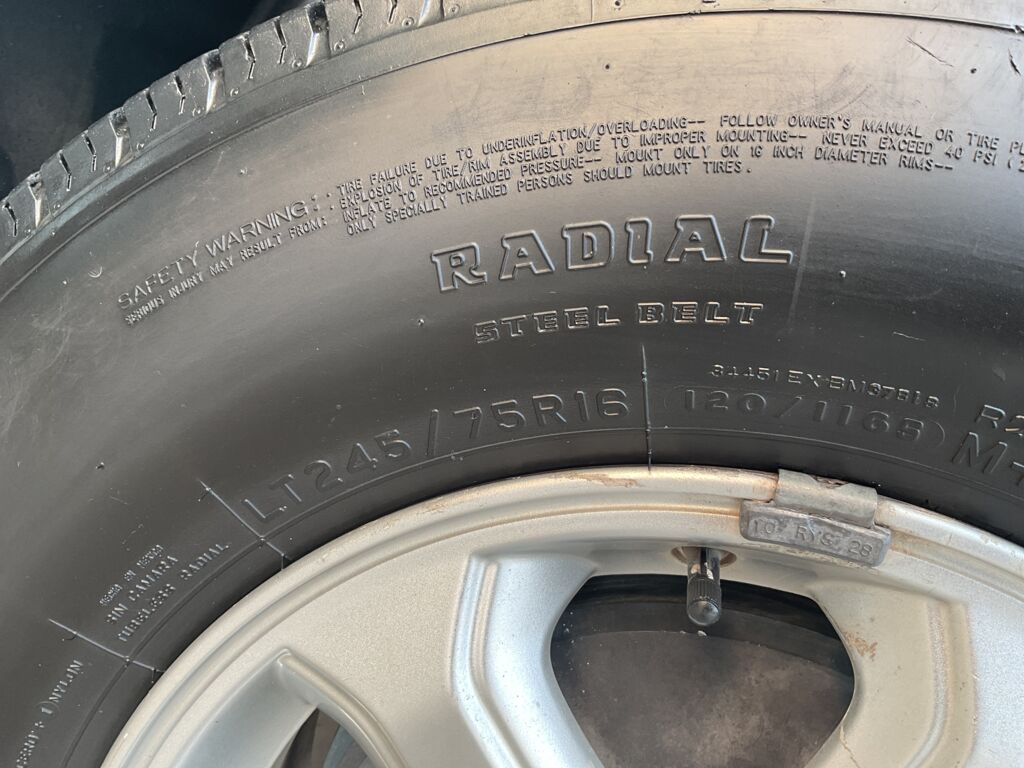 SAFETY WARNING:
SERIOUS INJURY MAY RESULT FROM:
TIRE FAILURE DUE TO UNDERINFLATION/OVERLOADING-- FOLLOW OWNER'S MANUAL OR TIRE
EXPLOSION OF TIRE/RIM ASSEMBLY DUE TO IMPROPER MOUNTING-- NEVER EXCEED 40 PSI
INFLATE TO RECOMMENDED PRESSURE-- MOUNT ONLY ON 16 INCH DIAMETER RIMS--
ONLY SPECIALLY TRAINED PERSONS SHOULD MOUNT TIRES.
RADIAL
STEEL BELT
LT245/75R16
120/116S
SIN CAMARA
TUBELESS RADIAL
NYLON
28